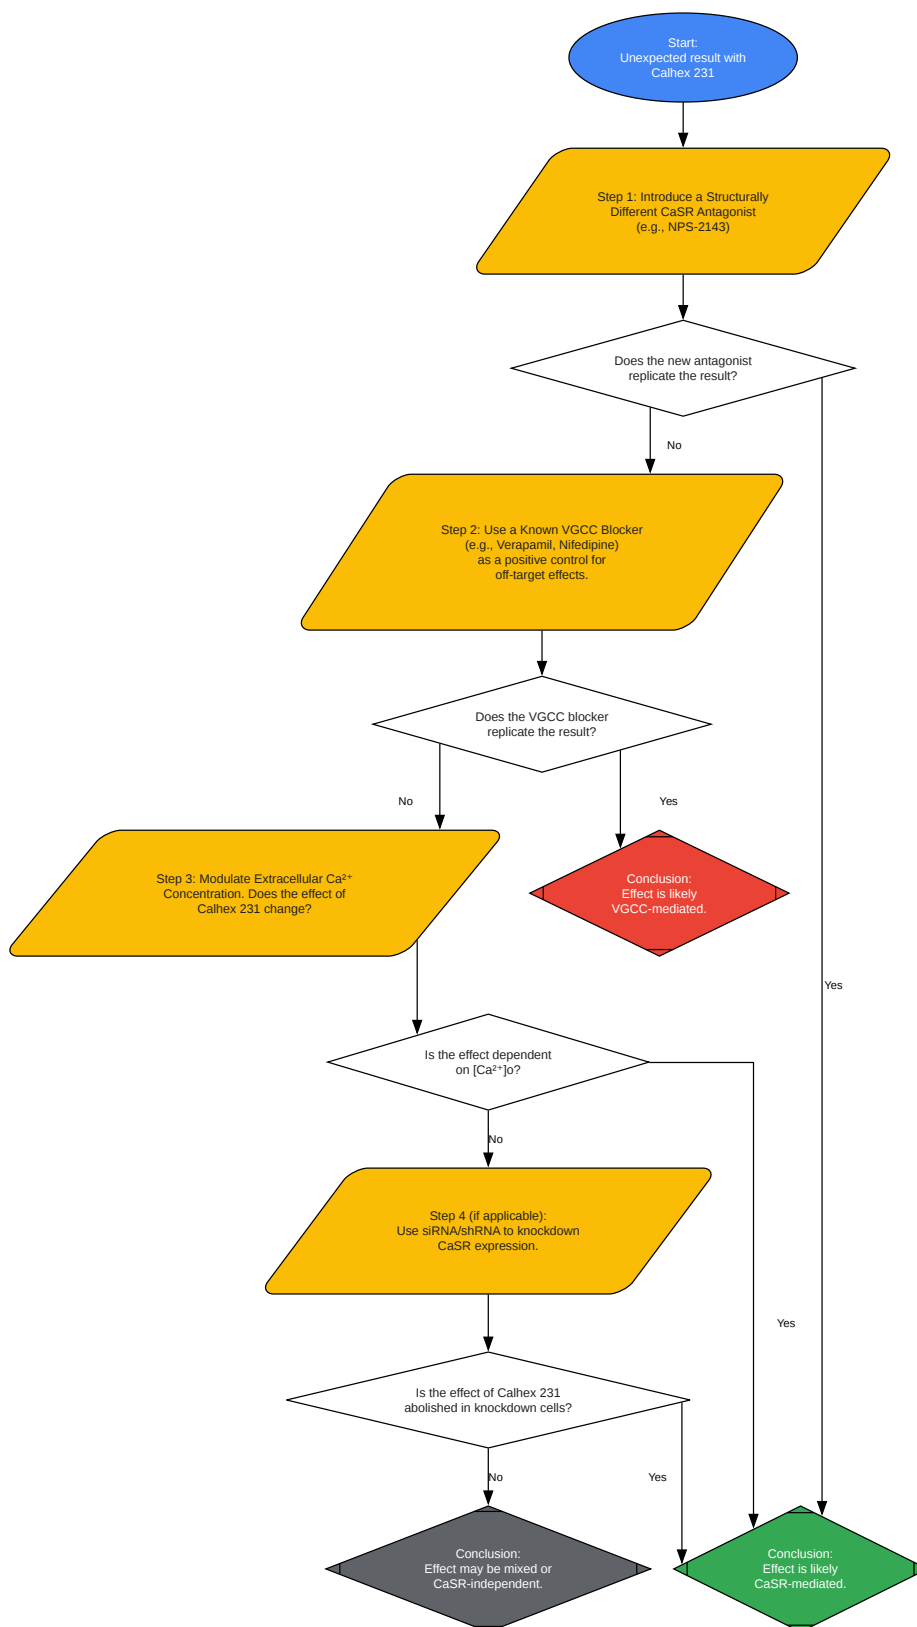 Start:
Unexpected result with
Calhex 231
Step 1: Introduce a Structurally
Different CaSR Antagonist
(e.g., NPS-2143)
Does the new antagonist
replicate the result?
No
Step 2: Use a Known VGCC Blocker
(e.g., Verapamil, Nifedipine)
as a positive control for
off-target effects.
Does the VGCC blocker
replicate the result?
No
Yes
Step 3: Modulate Extracellular Ca²⁺
Concentration. Does the effect of
Calhex 231 change?
Conclusion:
Effect is likely
VGCC-mediated.
Yes
Is the effect dependent
on [Ca²⁺]o?
No
Step 4 (if applicable):
Use siRNA/shRNA to knockdown
CaSR expression.
Yes
Is the effect of Calhex 231
abolished in knockdown cells?
No
Yes
Conclusion:
Effect may be mixed or
CaSR-independent.
Conclusion:
Effect is likely
CaSR-mediated.